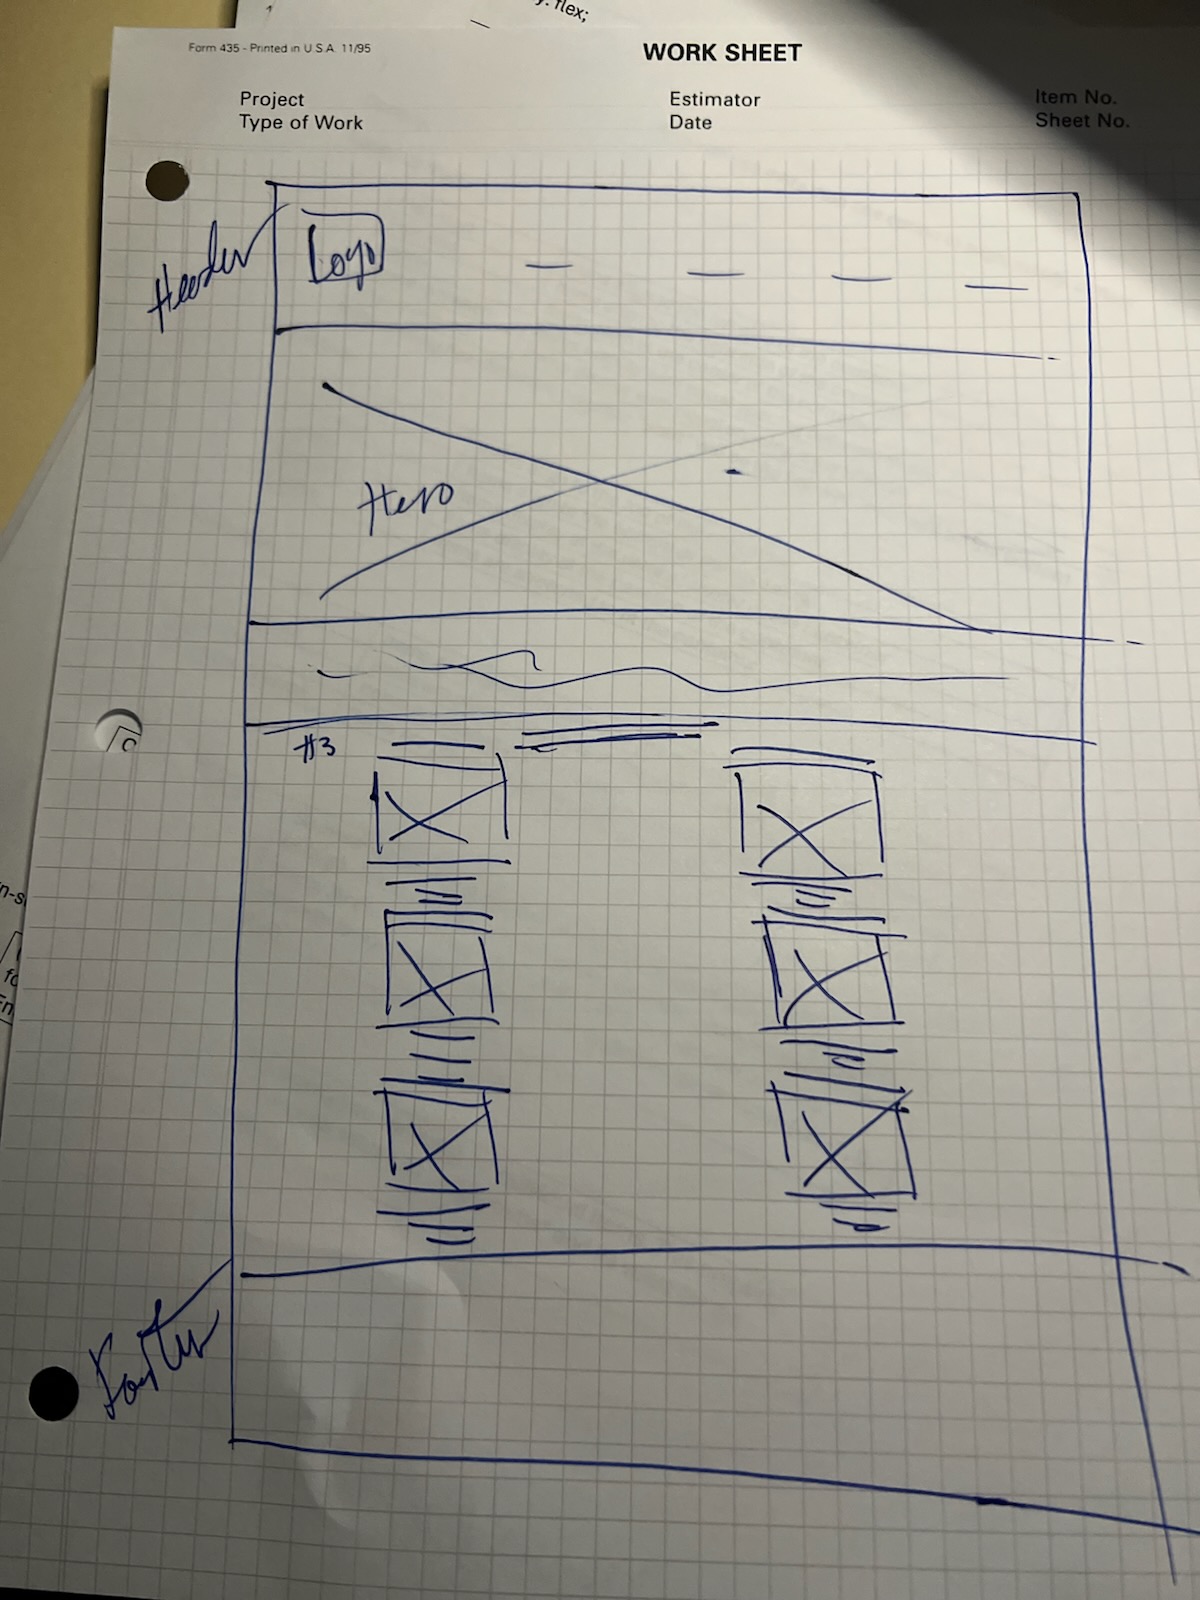 y: flex;
Form 435 - Printed in U.S.A. 11/95
WORK SHEET
Project
Estimator
Item No.
Type of Work
Date
Sheet No.
Header
Logo
Hero
#3
n-s
fo
Footer